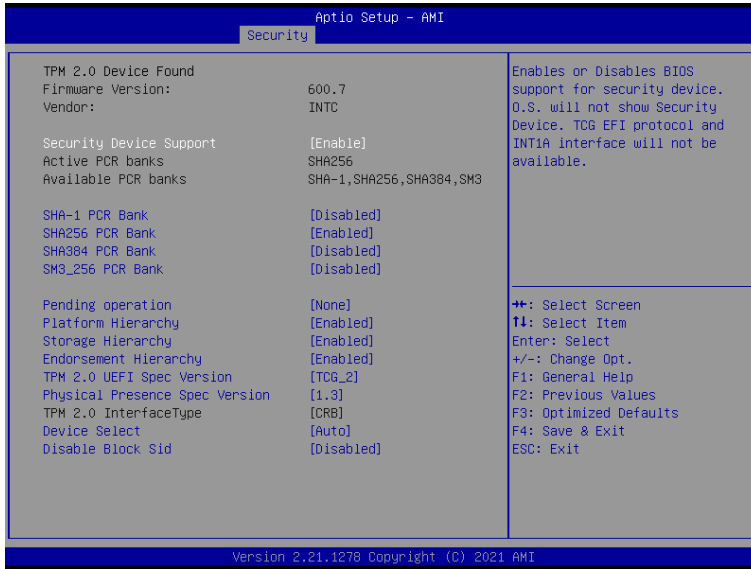 Aptio Setup - AMI
Security
TPM 2.0 Device Found
Firmware Version: 600.7
Vendor: INTC
Security Device Support [Enable]
Active PCR banks SHA256
Available PCR banks SHA-1,SHA256,SHA384,SM3
SHA-1 PCR Bank [Disabled]
SHA256 PCR Bank [Enabled]
SHA384 PCR Bank [Disabled]
SM3_256 PCR Bank [Disabled]
Pending operation [None]
Platform Hierarchy [Enabled]
Storage Hierarchy [Enabled]
Endorsement Hierarchy [Enabled]
TPM 2.0 UEFI Spec Version [TCG_2]
Physical Presence Spec Version [1.3]
TPM 2.0 InterfaceType [CRB]
Device Select [Auto]
Disable Block Sid [Disabled]
Enables or Disables BIOS
support for security device.
O.S. will not show Security
Device. TCG EFI protocol and
INT1A interface will not be
available.
→←: Select Screen
↑↓: Select Item
Enter: Select
+/-: Change Opt.
F1: General Help
F2: Previous Values
F3: Optimized Defaults
F4: Save & Exit
ESC: Exit
Version 2.21.1278 Copyright (C) 2021 AMI